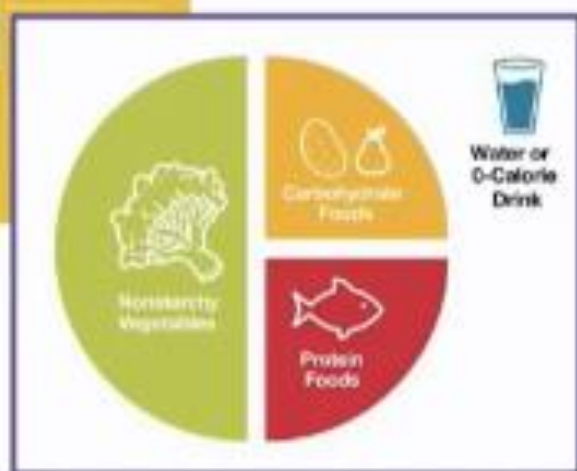 Nonstarchy
Vegetables
Carbohydrate
Foods
Protein
Foods
Water or
0-Calorie
Drink